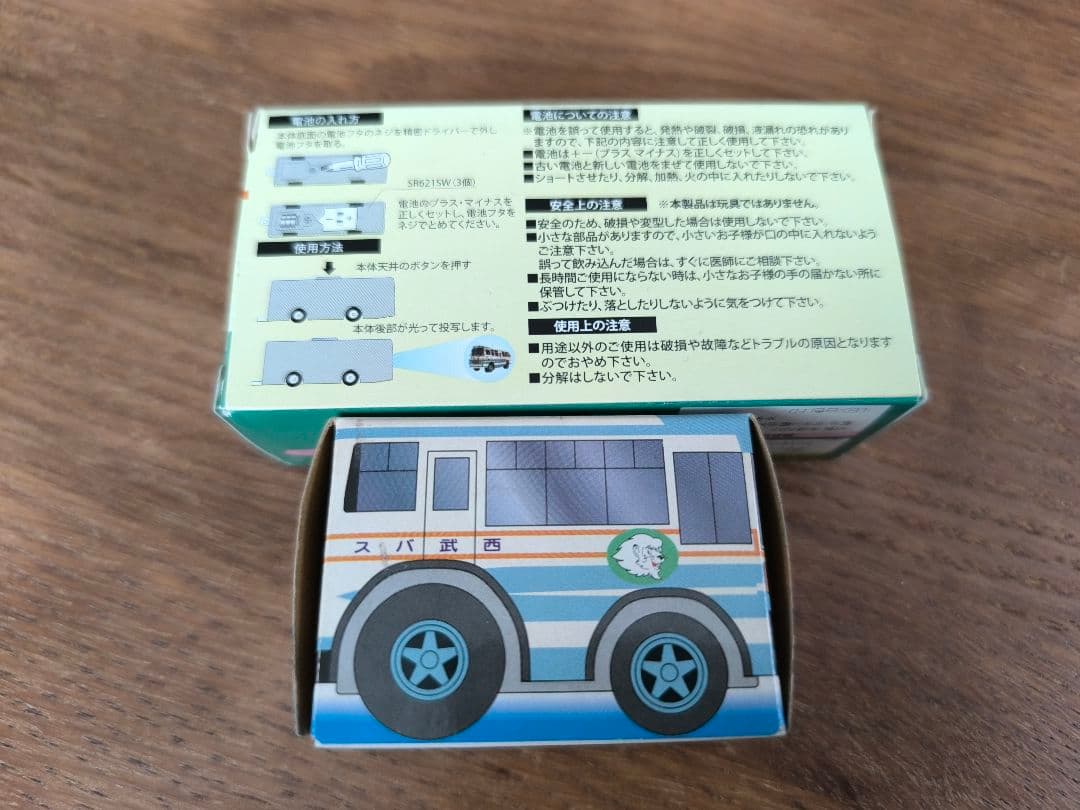 電池の入れ方
本体底面の電池フタのネジを精密ドライバーで外し
電池フタを取る。
SR621SW(3個)
電池のプラス・マイナスを
正しくセットし、電池フタを
ネジでとめてください。
使用方法
本体天井のボタンを押す
本体後部が光って投写します。
電池についての注意
※電池を誤って使用すると、発熱や破裂、破損、液漏れの恐れがあり
ますので、下記の内容に注意して正しく使用して下さい。
■電池は+ー(プラス マイナス)を正しくセットして下さい。
■古い電池と新しい電池をまぜて使用しないで下さい。
■ショートさせたり、分解、加熱、火の中に入れたりしないで下さい。
安全上の注意 ※本製品は玩具ではありません。
■安全のため、破損や変型した場合は使用しないで下さい。
■小さな部品がありますので、小さいお子様が口の中に入れないよう
ご注意下さい。
誤って飲み込んだ場合は、すぐに医師にご相談下さい。
■長時間ご使用にならない時は、小さなお子様の手の届かない所に
保管して下さい。
■ぶつけたり、落としたりしないように気をつけて下さい。
使用上の注意
■用途以外のご使用は破損や故障などトラブルの原因となります
のでおやめ下さい。
■分解はしないで下さい。
スバ武西